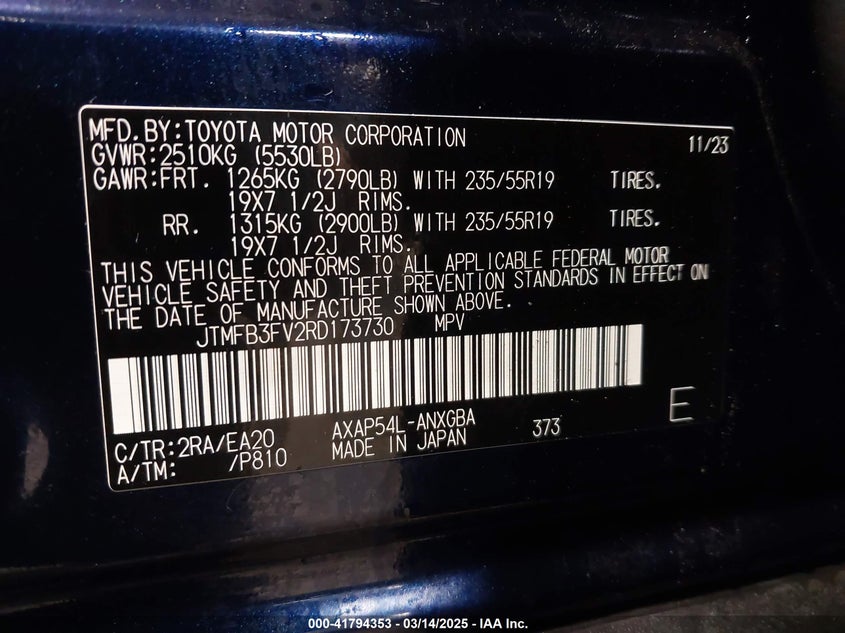 MFD.BY:TOYOTA MOTOR CORPORATION 11/23
GVWR:2510KG (5530LB)
GAWR:FRT. 1265KG (2790LB) WITH 235/55R19 TIRES.
19X7 1/2J RIMS.
RR. 1315KG (2900LB) WITH 235/55R19 TIRES.
19X7 1/2J RIMS.
THIS VEHICLE CONFORMS TO ALL APPLICABLE FEDERAL MOTOR
VEHICLE SAFETY AND THEFT PREVENTION STANDARDS IN EFFECT ON
THE DATE OF MANUFACTURE SHOWN ABOVE.
JTMFB3FV2RD173730 MPV
E
C/TR:2RA/EA20 AXAP54L-ANXGBA 373
A/TM: /P810 MADE IN JAPAN
000-41794353 — 03/14/2025 — IAA Inc.